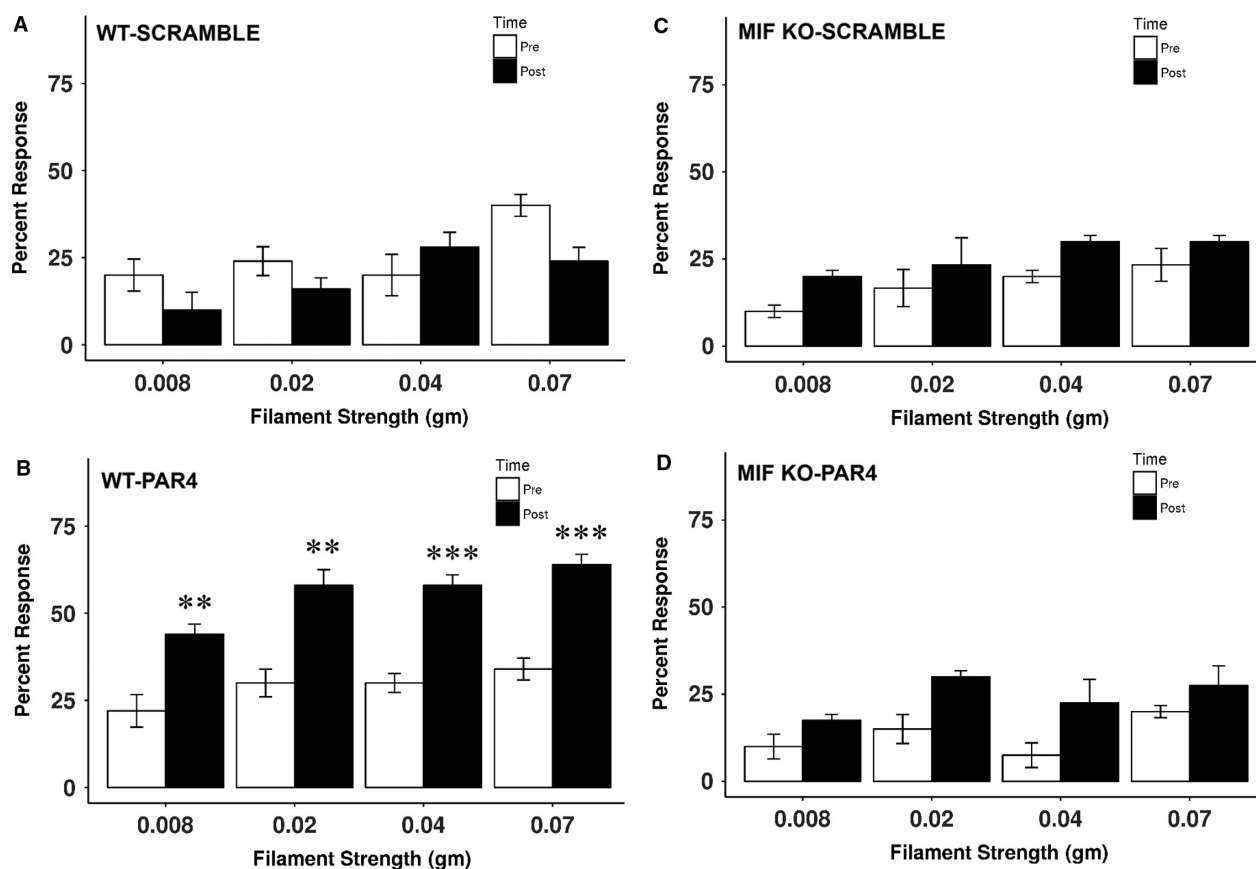 A
WT-SCRAMBLE
Time
Pre
Post
75
50
25
0
Percent Response
0.008 0.02 0.04 0.07
Filament Strength (gm)
C
MIF KO-SCRAMBLE
Time
Pre
Post
75
50
25
0
Percent Response
0.008 0.02 0.04 0.07
Filament Strength (gm)
B
WT-PAR4
Time
Pre
Post
75
50
25
0
Percent Response
** ** *** ***
0.008 0.02 0.04 0.07
Filament Strength (gm)
D
MIF KO-PAR4
Time
Pre
Post
75
50
25
0
Percent Response
0.008 0.02 0.04 0.07
Filament Strength (gm)